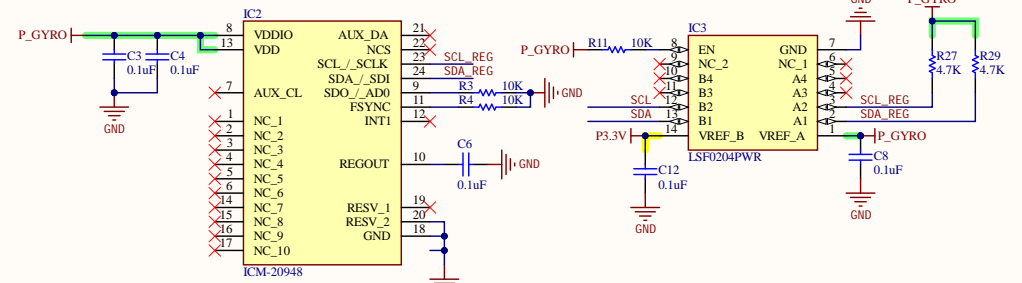 IC2
P_GYRO
8 VDDIO
13 VDD
AUX_DA 21
NCS 22
SCL_/_SCLK 23 SCL_REG
SDA_/_SDI 24 SDA_REG
C3
0.1uF
C4
0.1uF
GND
7 AUX_CL
SDO_/_AD0 9 R3 10K
FSYNC 11 R4 10K
GND
INT1 12
1 NC_1
2 NC_2
3 NC_3
4 NC_4
5 NC_5
6 NC_6
14 NC_7
15 NC_8
16 NC_9
17 NC_10
REGOUT 10
C6
0.1uF
GND
RESV_1 19
RESV_2 20
GND 18
ICM-20948
IC3
P_GYRO R11 10K 8 EN
9 NC_2
10 B4
11 B3
SCL 12 B2
SDA 13 B1
P3.3V 14 VREF_B
GND 7
NC_1 6
A4 5
A3 4
A2 3 SCL_REG
A1 2 SDA_REG
VREF_A 1 P_GYRO
LSF0204PWR
C12
0.1uF
GND
C8
0.1uF
GND
GND
P_GYRO
R27
4.7K
R29
4.7K